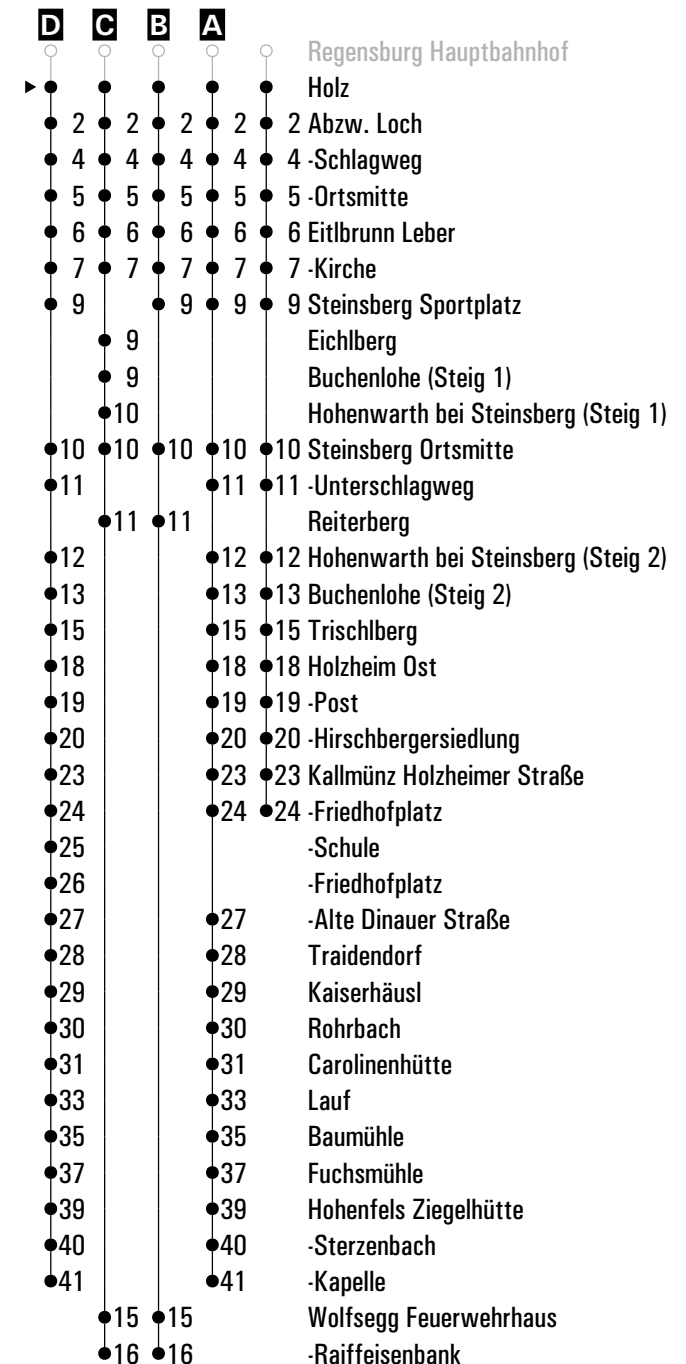 D C B A
Regensburg Hauptbahnhof
Holz
2 2 2 2 2 Abzw. Loch
4 4 4 4 4 -Schlagweg
5 5 5 5 5 -Ortsmitte
6 6 6 6 6 Eitlbrunn Leber
7 7 7 7 7 -Kirche
9 9 9 9 Steinsberg Sportplatz
9 Eichlberg
9 Buchenlohe (Steig 1)
10 Hohenwarth bei Steinsberg (Steig 1)
10 10 10 10 10 Steinsberg Ortsmitte
11 11 11 -Unterschlagweg
11 11 Reiterberg
12 12 12 Hohenwarth bei Steinsberg (Steig 2)
13 13 13 Buchenlohe (Steig 2)
15 15 15 Trischlberg
18 18 18 Holzheim Ost
19 19 19 -Post
20 20 20 -Hirschbergersiedlung
23 23 23 Kallmünz Holzheimer Straße
24 24 24 -Friedhofplatz
25 -Schule
26 -Friedhofplatz
27 27 -Alte Dinauer Straße
28 28 Traidendorf
29 29 Kaiserhäusl
30 30 Rohrbach
31 31 Carolinenhütte
33 33 Lauf
35 35 Baumühle
37 37 Fuchsmühle
39 39 Hohenfels Ziegelhütte
40 40 -Sterzenbach
41 41 -Kapelle
15 15 Wolfsegg Feuerwehrhaus
16 16 -Raiffeisenbank